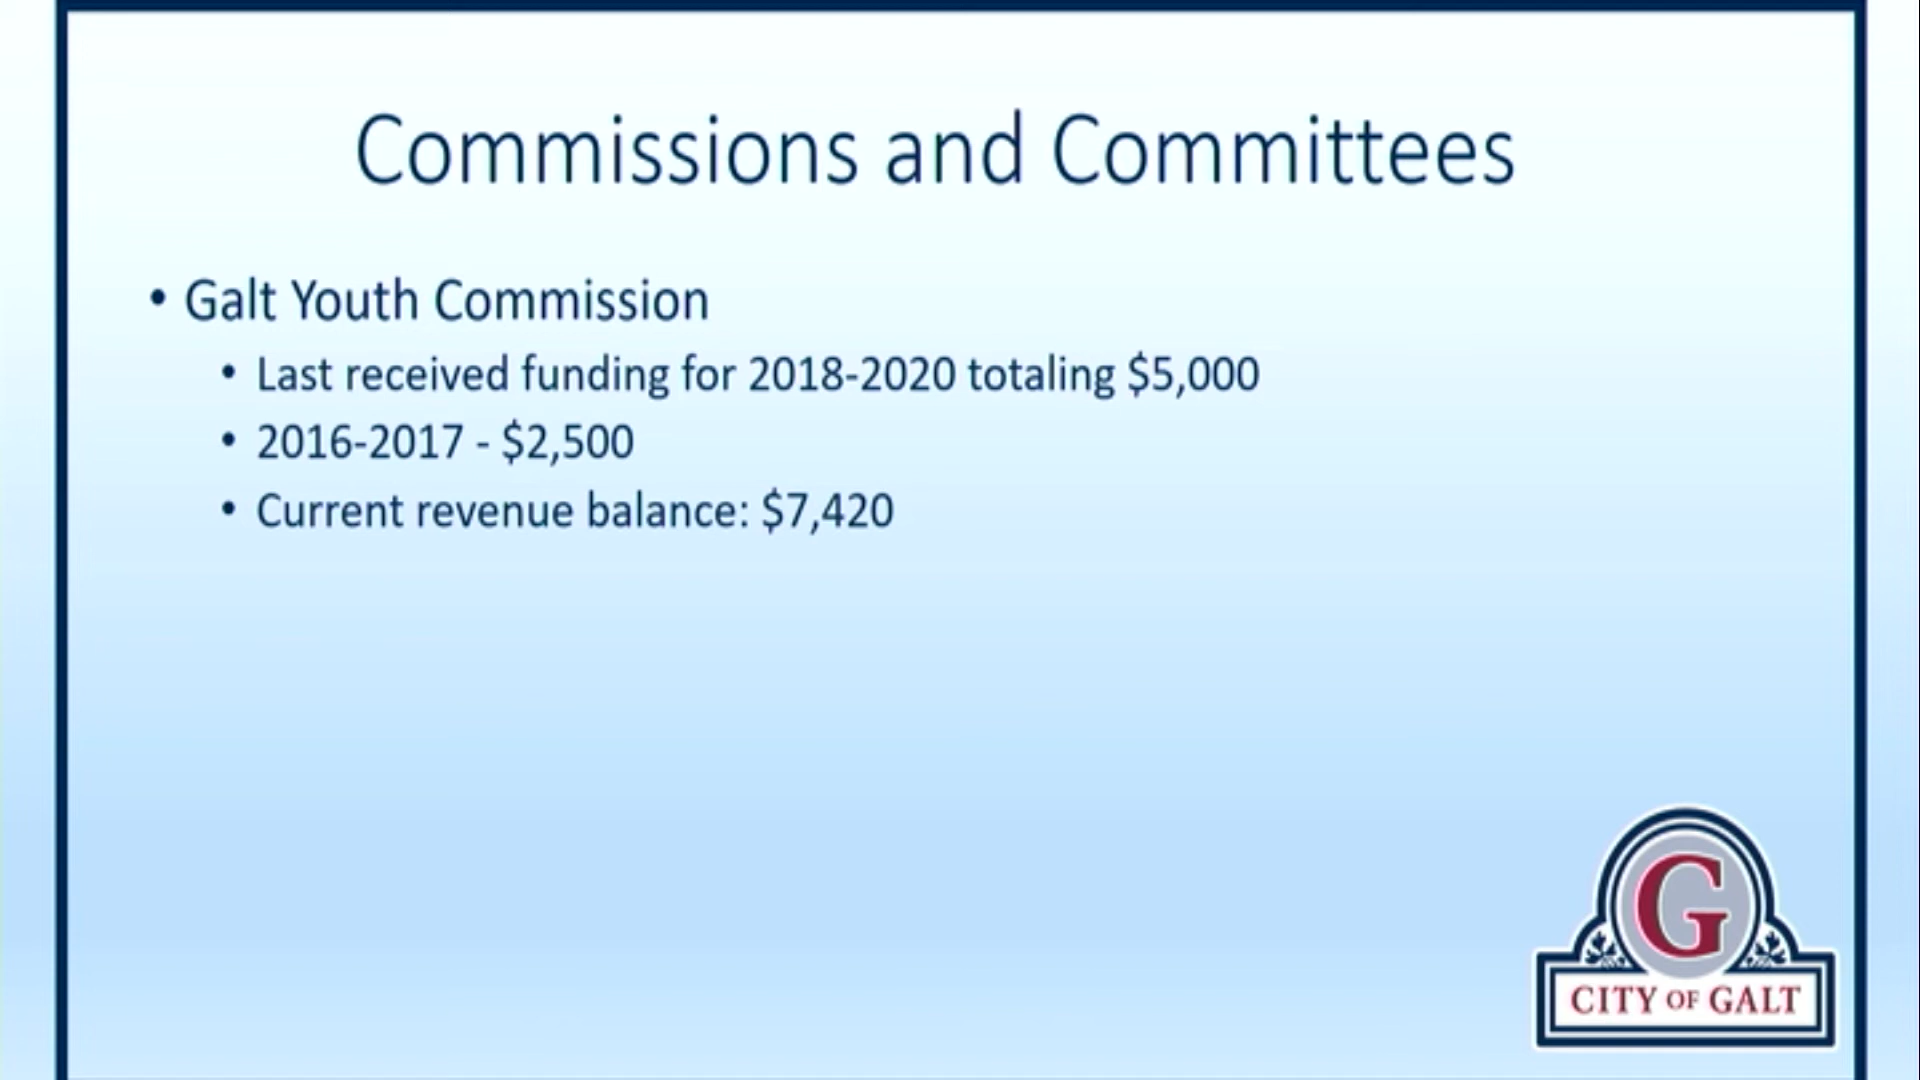 Commissions and Committees
• Galt Youth Commission
• Last received funding for 2018-2020 totaling $5,000
• 2016-2017 - $2,500
• Current revenue balance: $7,420
G
CITY OF GALT